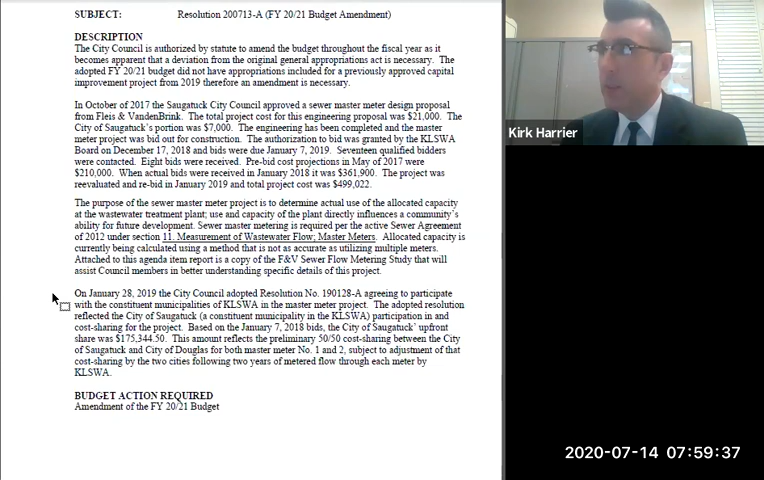 SUBJECT: Resolution 200713-A (FY 20/21 Budget Amendment)
DESCRIPTION
The City Council is authorized by statute to amend the budget throughout the fiscal year as it
becomes apparent that a deviation from the original general appropriations act is necessary. The
adopted FY 20/21 budget did not have appropriations included for a previously approved capital
improvement project from 2019 therefore an amendment is necessary.
In October of 2017 the Saugatuck City Council approved a sewer master meter design proposal
from Fleis & VandenBrink. The total project cost for this engineering proposal was $21,000. The
City of Saugatuck's portion was $7,000. The engineering has been completed and the master
meter project was bid out for construction. The authorization to bid was granted by the KLSWA
Board on December 17, 2018 and bids were due January 7, 2019. Seventeen qualified bidders
were contacted. Eight bids were received. Pre-bid cost projections in May of 2017 were
$210,000. When actual bids were received in January 2018 it was $361,900. The project was
reevaluated and re-bid in January 2019 and total project cost was $499,022.
The purpose of the sewer master meter project is to determine actual use of the allocated capacity
at the wastewater treatment plant; use and capacity of the plant directly influences a community's
ability for future development. Sewer master metering is required per the active Sewer Agreement
of 2012 under section 11. Measurement of Wastewater Flow; Master Meters. Allocated capacity is
currently being calculated using a method that is not as accurate as utilizing multiple meters.
Attached to this agenda item report is a copy of the F&V Sewer Flow Metering Study that will
assist Council members in better understanding specific details of this project.
On January 28, 2019 the City Council adopted Resolution No. 190128-A agreeing to participate
with the constituent municipalities of KLSWA in the master meter project. The adopted resolution
reflected the City of Saugatuck (a constituent municipality in the KLSWA) participation in and
cost-sharing for the project. Based on the January 7, 2018 bids, the City of Saugatuck' upfront
share was $175,344.50. This amount reflects the preliminary 50/50 cost-sharing between the City
of Saugatuck and City of Douglas for both master meter No. 1 and 2, subject to adjustment of that
cost-sharing by the two cities following two years of metered flow through each meter by
KLSWA.
BUDGET ACTION REQUIRED
Amendment of the FY 20/21 Budget
Kirk Harrier
2020-07-14 07:59:37